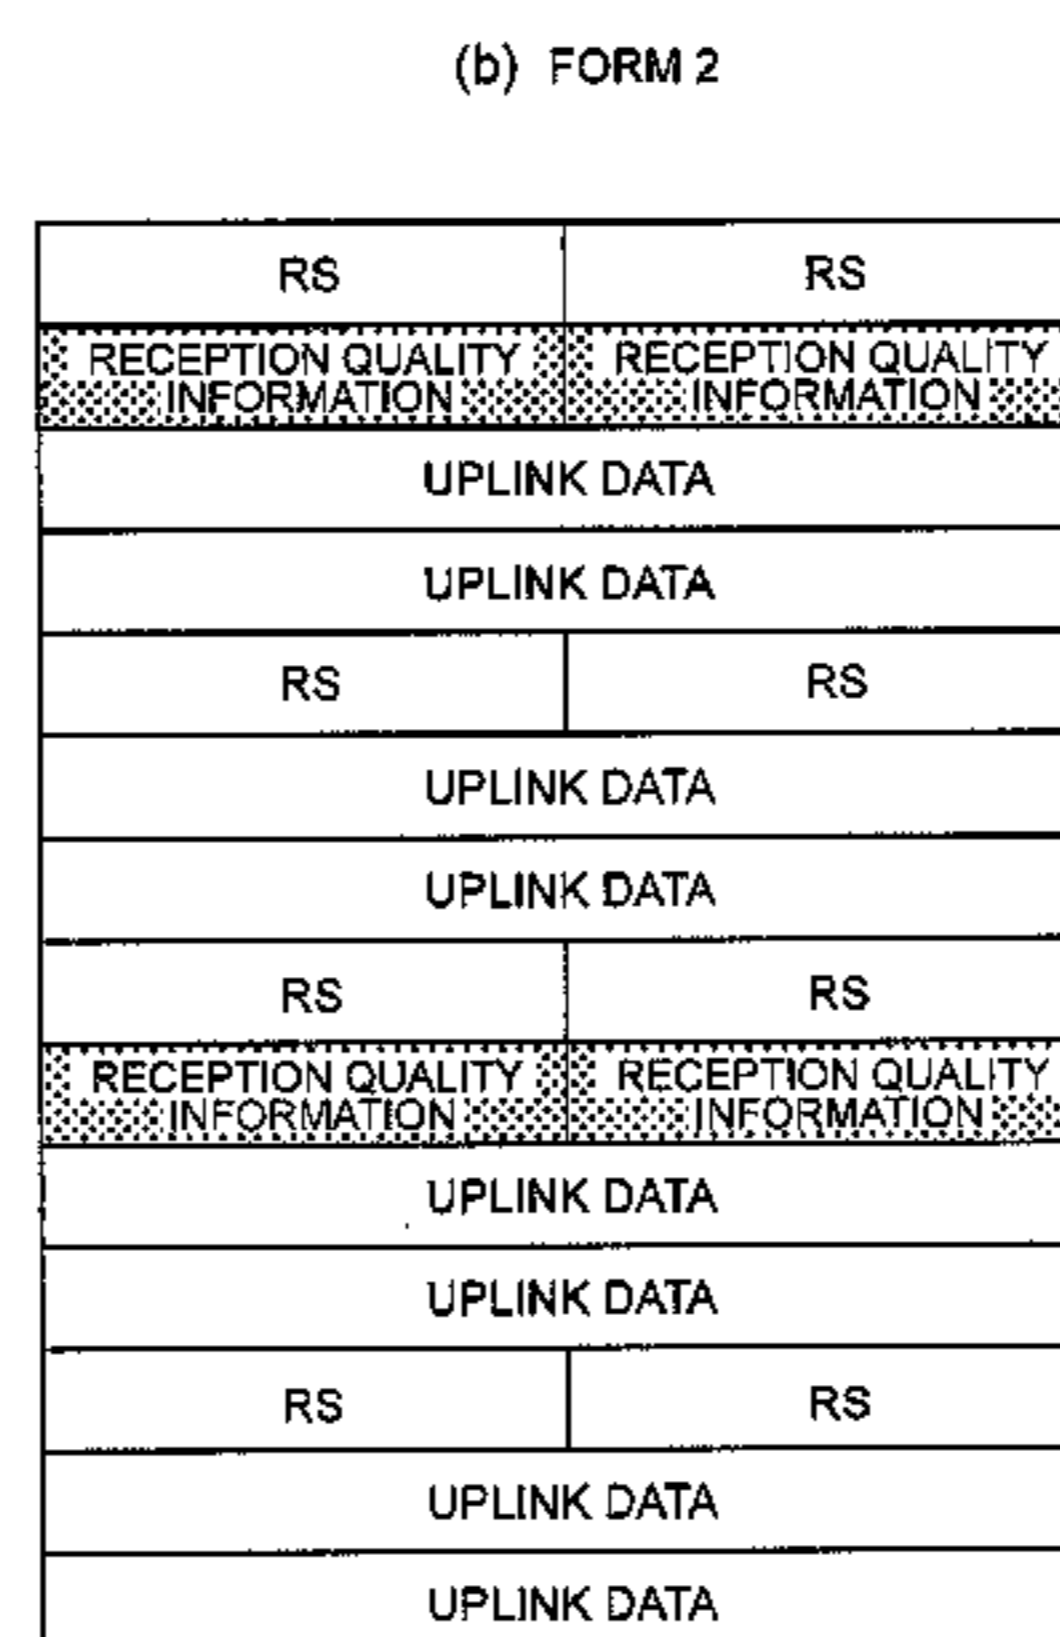 (b) FORM 2
RS RS
RECEPTION QUALITY RECEPTION QUALITY
INFORMATION INFORMATION
UPLINK DATA
UPLINK DATA
RS RS
UPLINK DATA
UPLINK DATA
RS RS
RECEPTION QUALITY RECEPTION QUALITY
INFORMATION INFORMATION
UPLINK DATA
UPLINK DATA
RS RS
UPLINK DATA
UPLINK DATA